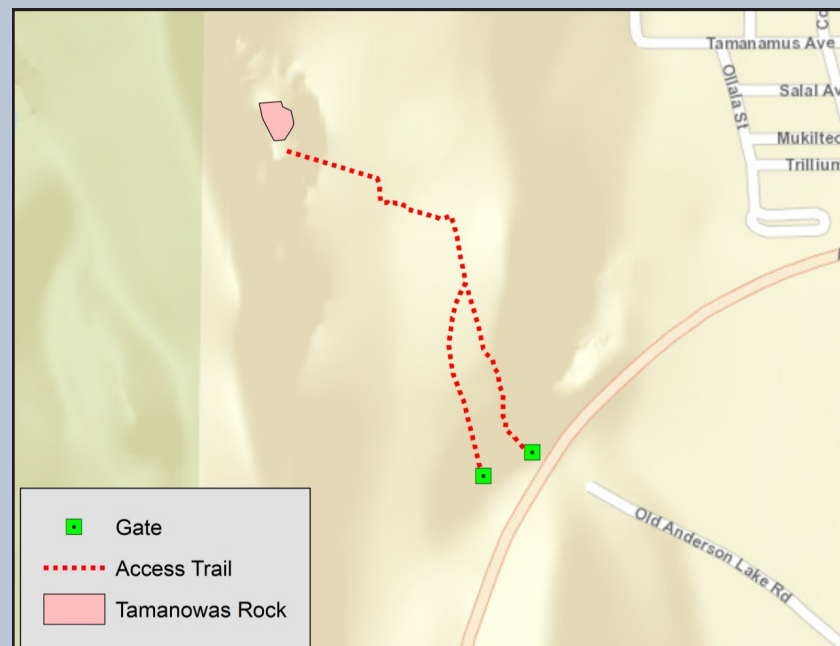 Tamanamus Ave
Ollala St
Salal Av
Mukilteo
Trillium
Old Anderson Lake Rd
Gate
Access Trail
Tamanowas Rock